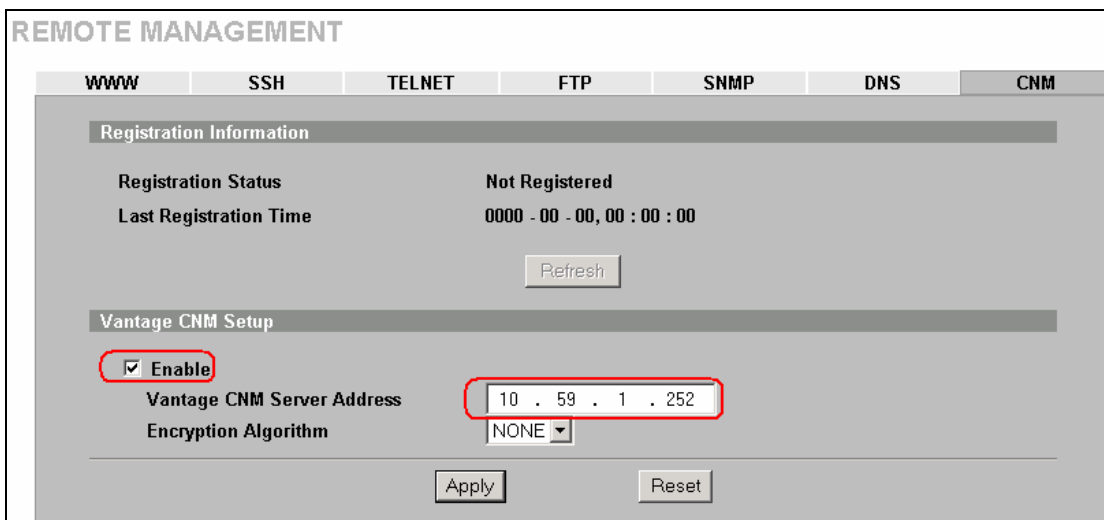 REMOTE MANAGEMENT
WWW SSH TELNET FTP SNMP DNS CNM
Registration Information
Registration Status Not Registered
Last Registration Time 0000 - 00 - 00, 00 : 00 : 00
Refresh
Vantage CNM Setup
Enable
Vantage CNM Server Address 10 . 59 . 1 . 252
Encryption Algorithm NONE
Apply Reset